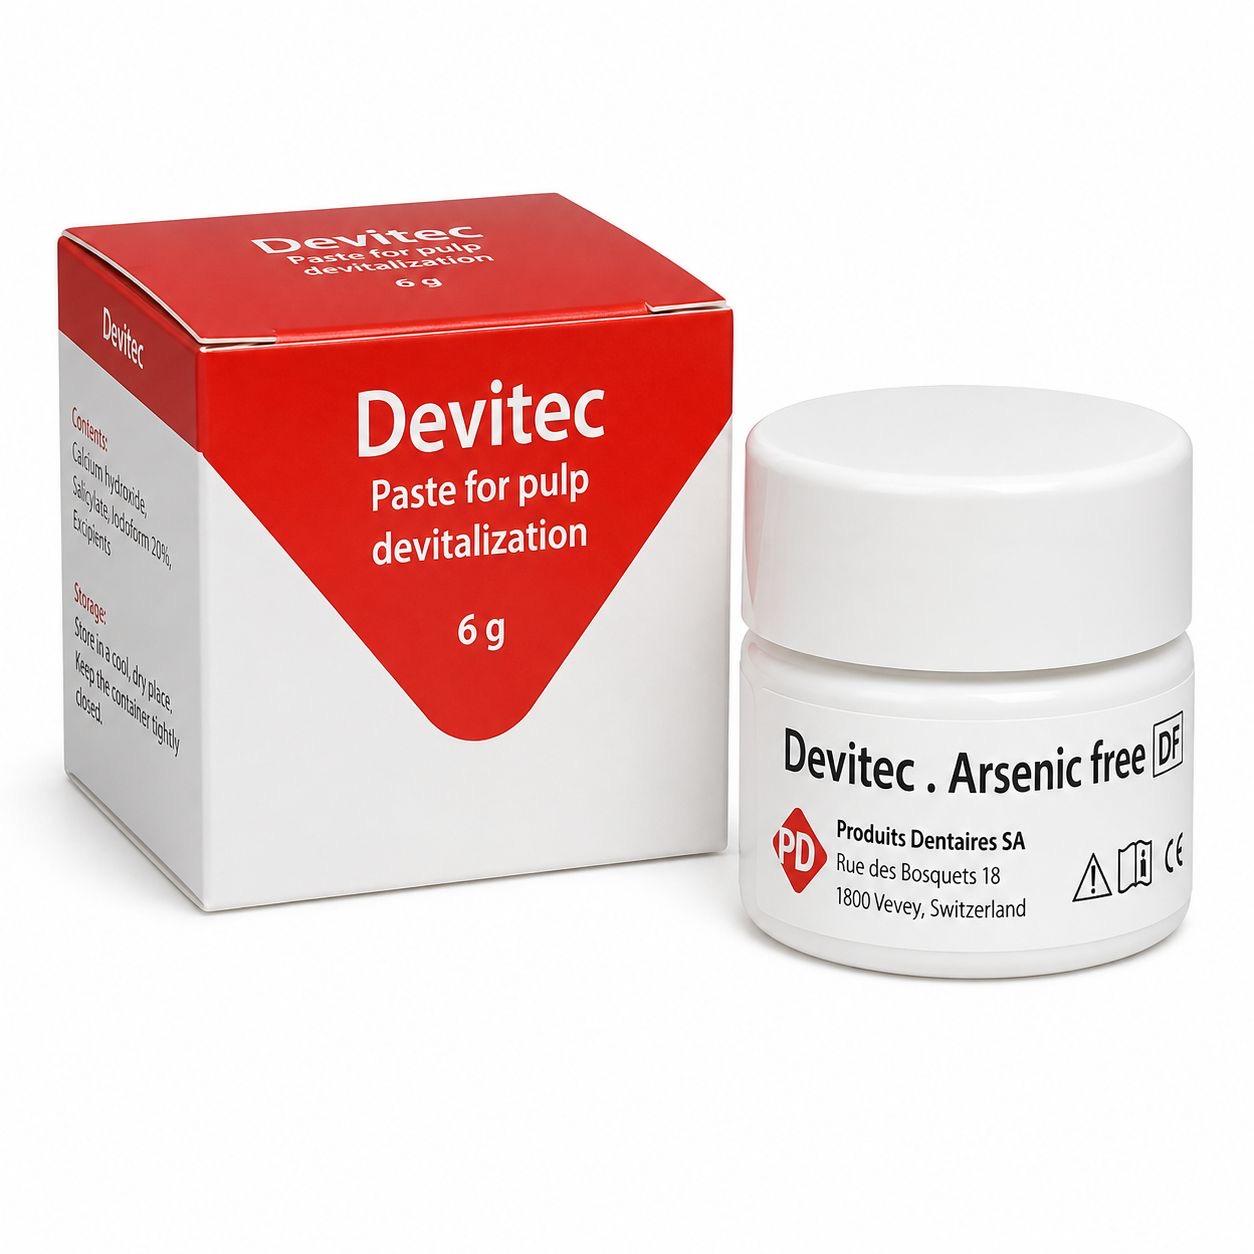 Devitec
Paste for pulp
devitalization
6 g
Devitec
Contents:
Calcium hydroxide,
Salicylate, Iodoform 20%,
Excipients
Storage:
Store in a cool, dry place.
Keep the container tightly
closed.
Devitec
Paste for pulp
devitalization
6 g
Devitec . Arsenic free DF
PD
Produits Dentaires SA
Rue des Bosquets 18
1800 Vevey, Switzerland
CE